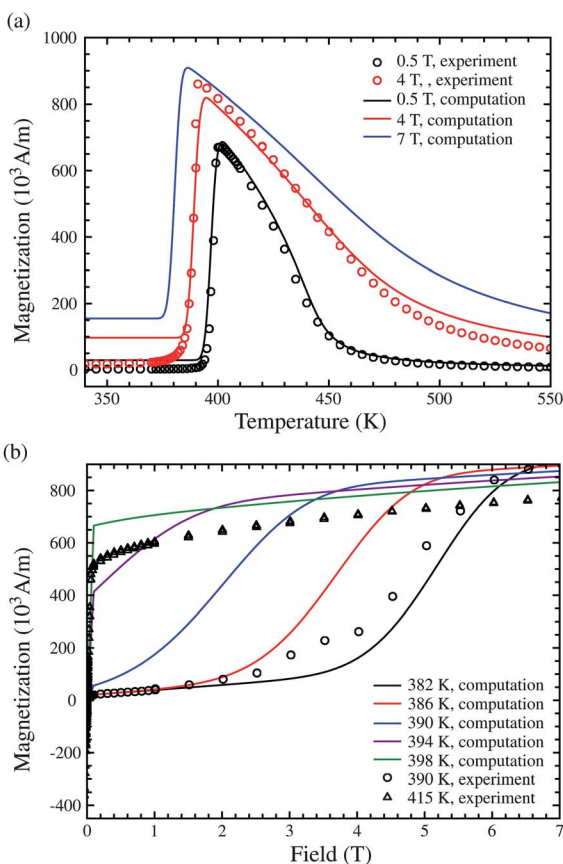 (a)
1000
800
600
400
200
0
Magnetization (10³A/m)
0.5 T, experiment
4 T, , experiment
0.5 T, computation
4 T, computation
7 T, computation
350 400 450 500 550
Temperature (K)
(b)
800
600
400
200
0
-200
-400
Magnetization (10³A/m)
382 K, computation
386 K, computation
390 K, computation
394 K, computation
398 K, computation
390 K, experiment
415 K, experiment
0 1 2 3 4 5 6 7
Field (T)